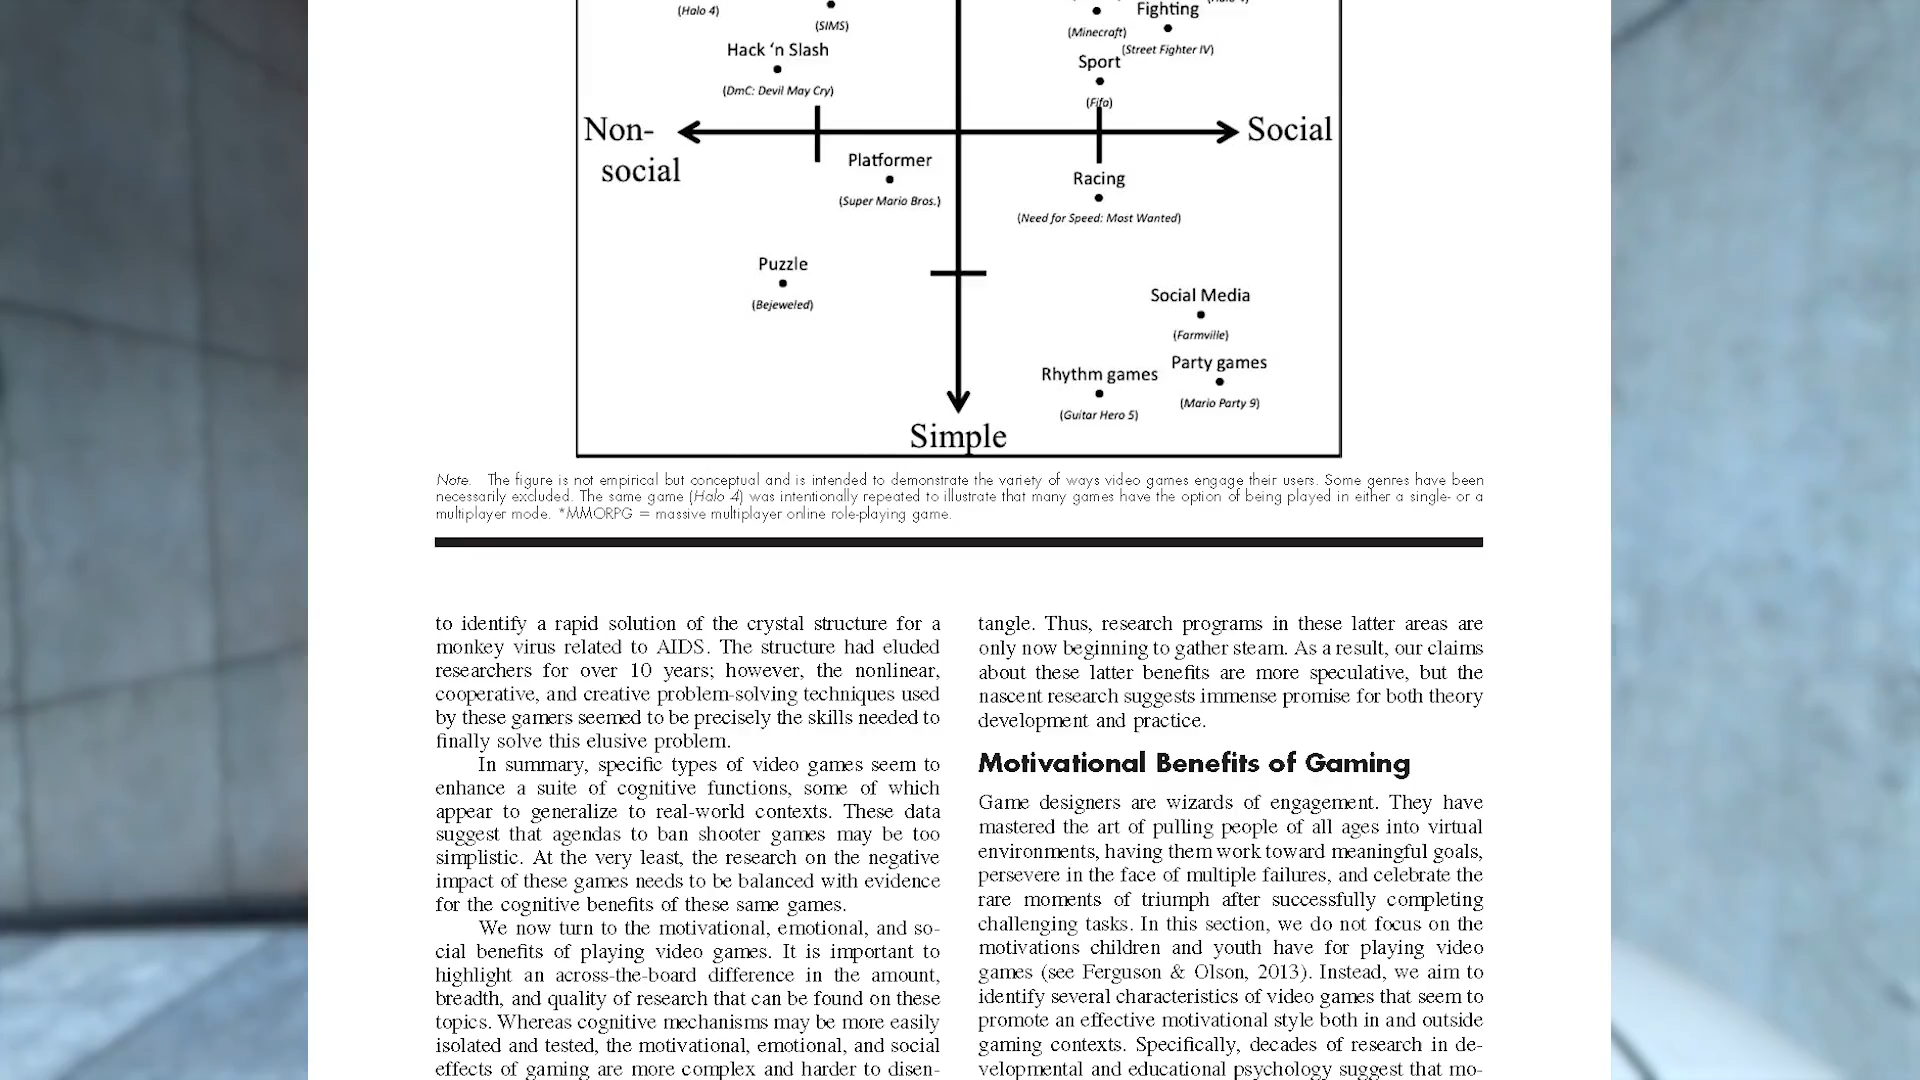 (Halo 4)
(SIMS)
Hack ‘n Slash
(DmC: Devil May Cry)
Fighting
(Minecraft)
(Street Fighter IV)
Sport
(Fifa)
Non-
social
Social
Platformer
(Super Mario Bros.)
Racing
(Need for Speed: Most Wanted)
Puzzle
(Bejeweled)
Social Media
(Farmville)
Party games
(Mario Party 9)
Rhythm games
(Guitar Hero 5)
Simple
Note. The figure is not empirical but conceptual and is intended to demonstrate the variety of ways video games engage their users. Some genres have been
necessarily excluded. The same game (Halo 4) was intentionally repeated to illustrate that many games have the option of being played in either a single- or a
multiplayer mode. *MMORPG = massive multiplayer online role-playing game.
to identify a rapid solution of the crystal structure for a
monkey virus related to AIDS. The structure had eluded
researchers for over 10 years; however, the nonlinear,
cooperative, and creative problem-solving techniques used
by these gamers seemed to be precisely the skills needed to
finally solve this elusive problem.
In summary, specific types of video games seem to
enhance a suite of cognitive functions, some of which
appear to generalize to real-world contexts. These data
suggest that agendas to ban shooter games may be too
simplistic. At the very least, the research on the negative
impact of these games needs to be balanced with evidence
for the cognitive benefits of these same games.
We now turn to the motivational, emotional, and so-
cial benefits of playing video games. It is important to
highlight an across-the-board difference in the amount,
breadth, and quality of research that can be found on these
topics. Whereas cognitive mechanisms may be more easily
isolated and tested, the motivational, emotional, and social
effects of gaming are more complex and harder to disen-
tangle. Thus, research programs in these latter areas are
only now beginning to gather steam. As a result, our claims
about these latter benefits are more speculative, but the
nascent research suggests immense promise for both theory
development and practice.
Motivational Benefits of Gaming
Game designers are wizards of engagement. They have
mastered the art of pulling people of all ages into virtual
environments, having them work toward meaningful goals,
persevere in the face of multiple failures, and celebrate the
rare moments of triumph after successfully completing
challenging tasks. In this section, we do not focus on the
motivations children and youth have for playing video
games (see Ferguson & Olson, 2013). Instead, we aim to
identify several characteristics of video games that seem to
promote an effective motivational style both in and outside
gaming contexts. Specifically, decades of research in de-
velopmental and educational psychology suggest that mo-